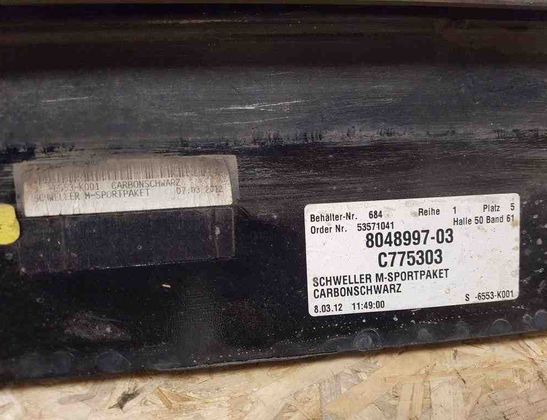 -6553-K001 CARBONSCHWARZ
SCHWELLER M-SPORTPAKET 07.03.2012
Behälter-Nr. 684 Reihe 1 Platz 5
Order Nr. 53571041 Halle 50 Band 61
8048997-03
C775303
SCHWELLER M-SPORTPAKET
CARBONSCHWARZ
8.03.12 11:49:00 S -6553-K001